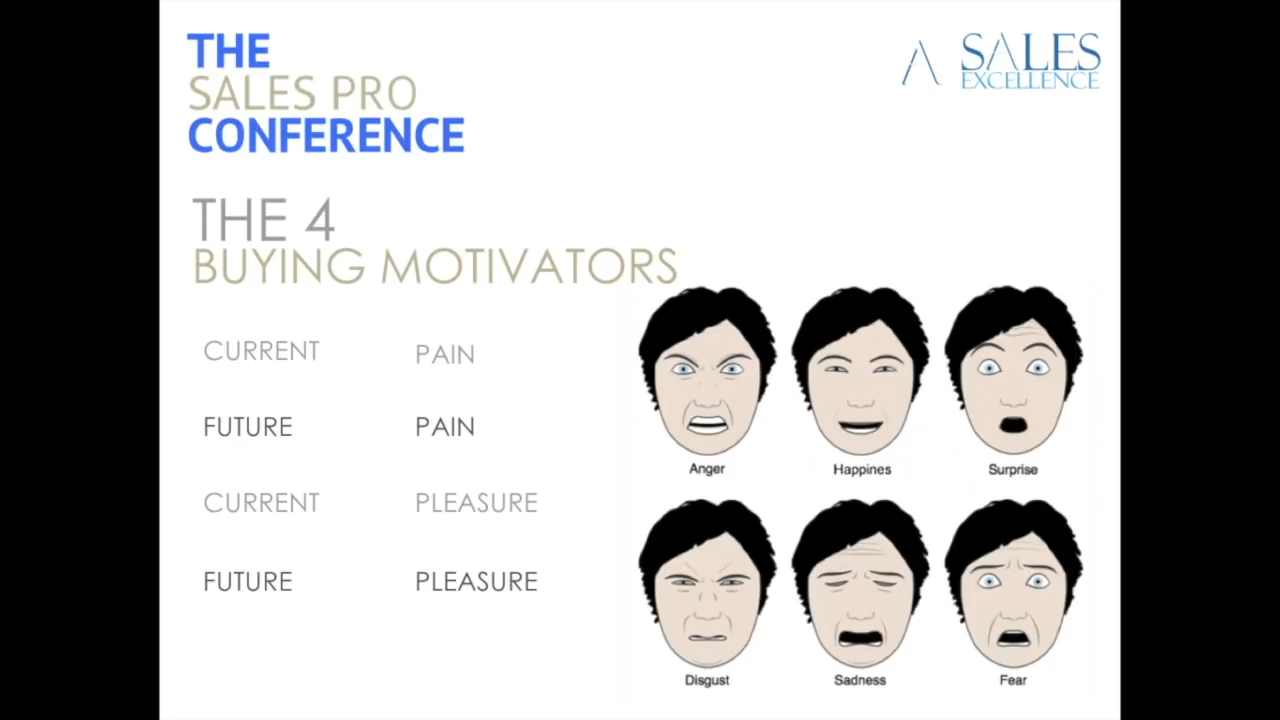 THE
SALES PRO
CONFERENCE
SALES
EXCELLENCE
THE 4
BUYING MOTIVATORS
CURRENT PAIN
FUTURE PAIN
CURRENT PLEASURE
FUTURE PLEASURE
Anger Happines Surprise
Disgust Sadness Fear